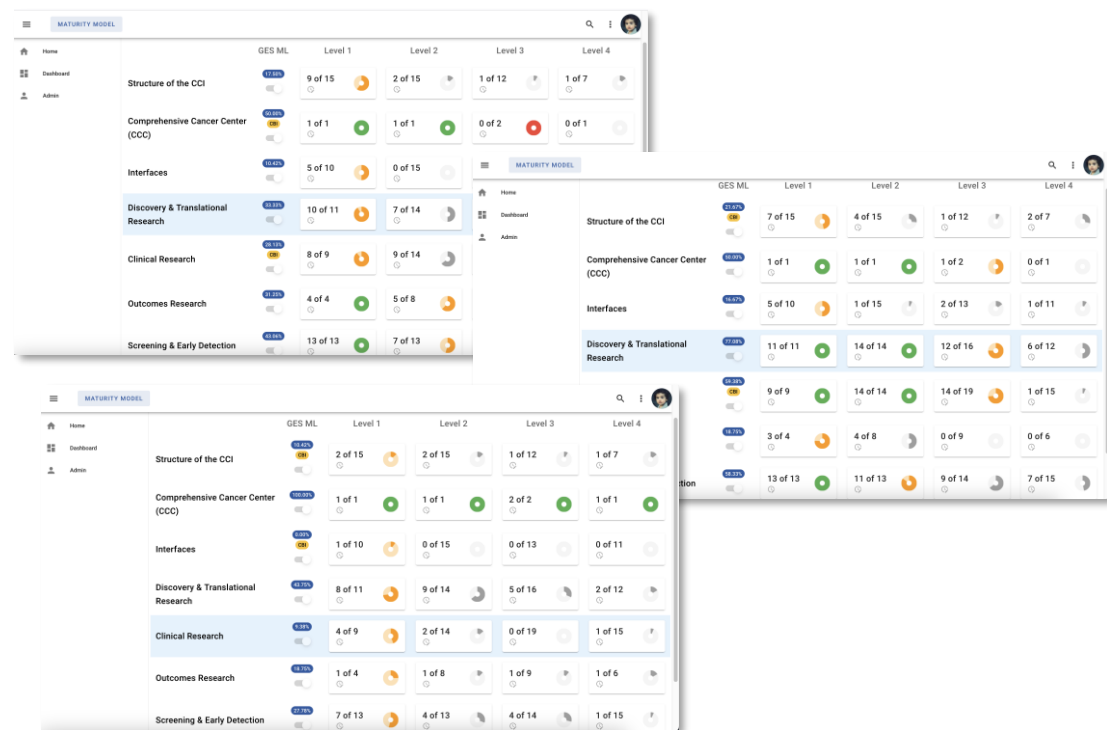 MATURITY MODEL
Home
Dashboard
Admin
GES ML Level 1 Level 2 Level 3 Level 4
Structure of the CCI 17.50% 9 of 15 2 of 15 1 of 12 1 of 7
Comprehensive Cancer Center (CCC) 50.00% CBI 1 of 1 1 of 1 0 of 2 0 of 1
Interfaces 10.42% 5 of 10 0 of 15
Discovery & Translational Research 10 of 11 7 of 14
Clinical Research 28.13% CBI 8 of 9 9 of 14
Outcomes Research 31.25% 4 of 4 5 of 8
Screening & Early Detection 43.06% 13 of 13 7 of 13
MATURITY MODEL
Home
Dashboard
Admin
GES ML Level 1 Level 2 Level 3 Level 4
Structure of the CCI 21.67% CBI 7 of 15 4 of 15 1 of 12 2 of 7
Comprehensive Cancer Center (CCC) 50.00% 1 of 1 1 of 1 1 of 2 0 of 1
Interfaces 16.67% 5 of 10 1 of 15 2 of 13 1 of 11
Discovery & Translational Research 77.08% 11 of 11 14 of 14 12 of 16 6 of 12
59.38% CBI 9 of 9 14 of 14 14 of 19 1 of 15
18.75% 3 of 4 4 of 8 0 of 9 0 of 6
ction 58.33% 13 of 13 11 of 13 9 of 14 7 of 15
MATURITY MODEL
Home
Dashboard
Admin
GES ML Level 1 Level 2 Level 3 Level 4
Structure of the CCI 10.42% CBI 2 of 15 2 of 15 1 of 12 1 of 7
Comprehensive Cancer Center (CCC) 100.00% 1 of 1 1 of 1 2 of 2 1 of 1
Interfaces 0.00% CBI 1 of 10 0 of 15 0 of 13 0 of 11
Discovery & Translational Research 43.75% 8 of 11 9 of 14 5 of 16 2 of 12
Clinical Research 9.38% 4 of 9 2 of 14 0 of 19 1 of 15
Outcomes Research 18.75% 1 of 4 1 of 8 1 of 9 1 of 6
Screening & Early Detection 27.78% 7 of 13 4 of 13 4 of 14 1 of 15